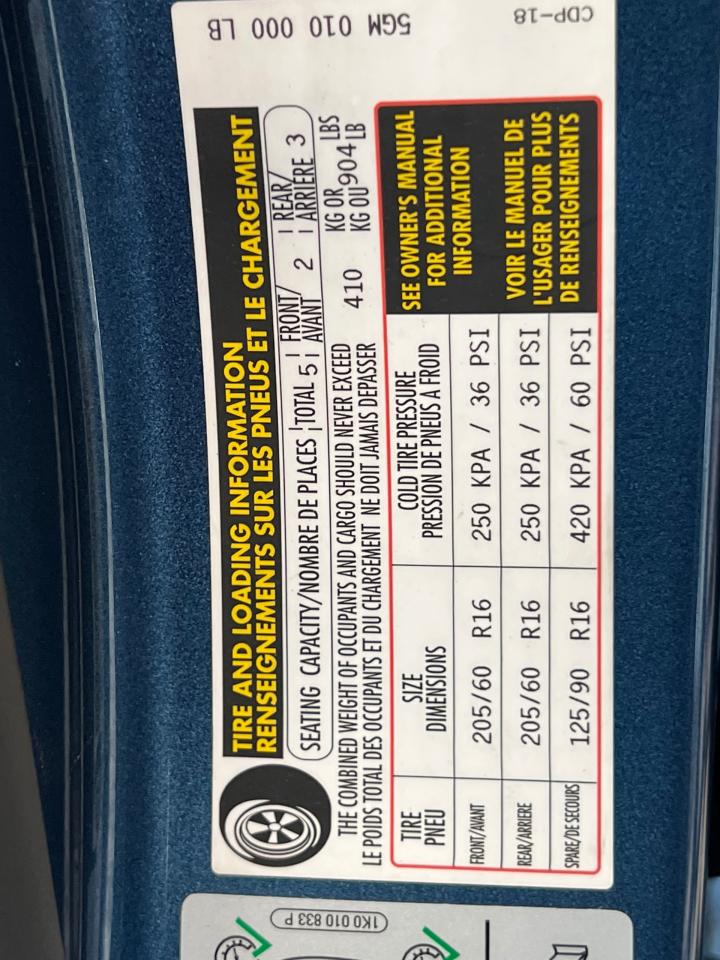 5GM 010 000 LB
CDP-18
TIRE AND LOADING INFORMATION
RENSEIGNEMENTS SUR LES PNEUS ET LE CHARGEMENT
SEATING CAPACITY/NOMBRE DE PLACES | TOTAL 5 | FRONT/AVANT 2 | REAR/ARRIÈRE 3
THE COMBINED WEIGHT OF OCCUPANTS AND CARGO SHOULD NEVER EXCEED 410 KG OR 904 LBS
LE POIDS TOTAL DES OCCUPANTS ET DU CHARGEMENT NE DOIT JAMAIS DEPASSER KG OU LB
TIRE SIZE COLD TIRE PRESSURE
PNEU DIMENSIONS PRESSION DE PNEUS A FROID
FRONT/AVANT 205/60 R16 250 KPA / 36 PSI
REAR/ARRIERE 205/60 R16 250 KPA / 36 PSI
SPARE/DE SECOURS 125/90 R16 420 KPA / 60 PSI
SEE OWNER'S MANUAL
FOR ADDITIONAL
INFORMATION
VOIR LE MANUEL DE
L'USAGER POUR PLUS
DE RENSEIGNEMENTS
1K0 010 833 P